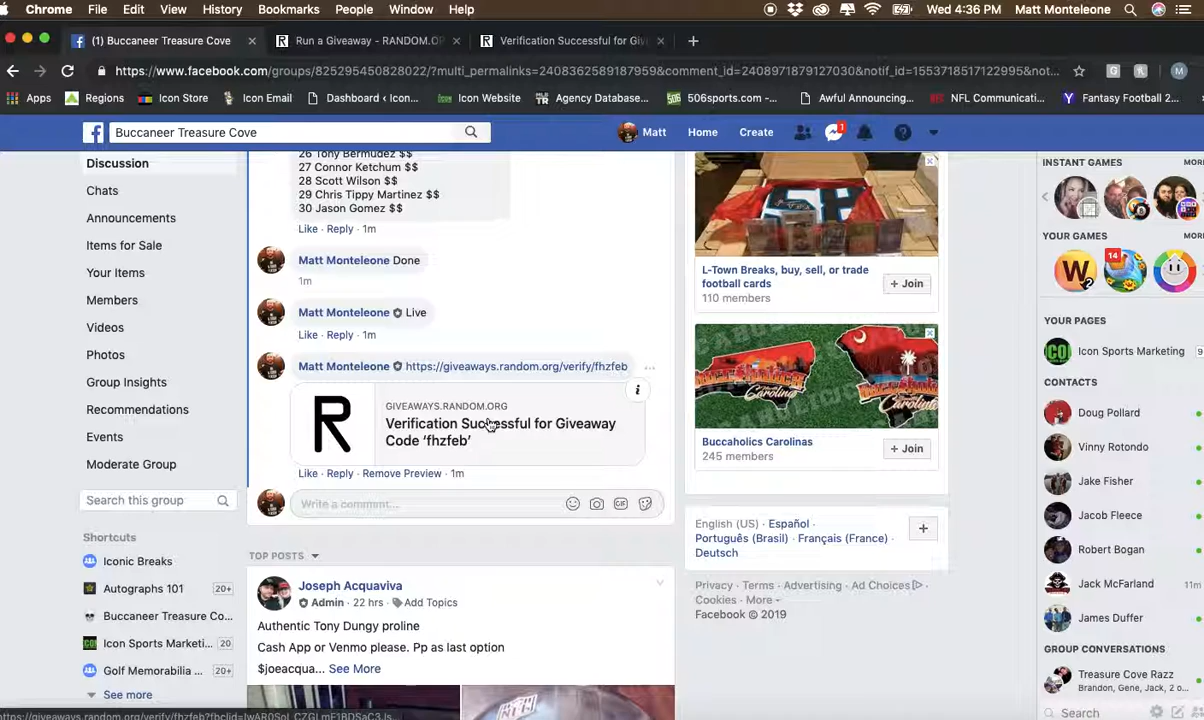 Chrome File Edit View History Bookmarks People Window Help Wed 4:36 PM Matt Monteleone
(1) Buccaneer Treasure Cove × Run a Giveaway - RANDOM.OR × Verification Successful for Giv × +
https://www.facebook.com/groups/825295450828022/?multi_permalinks=2408362589187959&comment_id=2408971879127030&notif_id=1553718517122995&not...
Apps Regions Icon Store Icon Email Dashboard ‹ Icon... Icon Website Agency Database... 506sports.com -... Awful Announcing NFL Communicati... Fantasy Football 2...
Buccaneer Treasure Cove Matt Home Create 1
Discussion
Chats
Announcements
Items for Sale
Your Items
Members
Videos
Photos
Group Insights
Recommendations
Events
Moderate Group
Search this group
Shortcuts
Iconic Breaks
Autographs 101 20+
Buccaneer Treasure Co...
Icon Sports Marketi... 20
Golf Memorabilia ... 20+
See more
26 Tony Bermudez $$
27 Connor Ketchum $$
28 Scott Wilson $$
29 Chris Tippy Martinez $$
30 Jason Gomez $$
Like · Reply · 1m
Matt Monteleone Done
1m
Matt Monteleone Live
Like · Reply · 1m
Matt Monteleone https://giveaways.random.org/verify/fhzfeb
R
GIVEAWAYS.RANDOM.ORG
Verification Successful for Giveaway
Code ‘fhzfeb’
Like · Reply · Remove Preview · 1m
Write a comment...
TOP POSTS
Joseph Acquaviva
Admin · 22 hrs · Add Topics
Authentic Tony Dungy proline
Cash App or Venmo please. Pp as last option
$joeacqua... See More
L-Town Breaks, buy, sell, or trade
football cards
110 members
+ Join
Buccaholics Carolinas
245 members
+ Join
English (US) · Español ·
Português (Brasil) · Français (France) ·
Deutsch
Privacy · Terms · Advertising · Ad Choices ·
Cookies · More
Facebook © 2019
INSTANT GAMES MOR
YOUR GAMES MOR
14
YOUR PAGES
Icon Sports Marketing 9
CONTACTS
Doug Pollard
Vinny Rotondo
Jake Fisher
Jacob Fleece
Robert Bogan
Jack McFarland 11m
James Duffer
GROUP CONVERSATIONS
Treasure Cove Razz
Brandon, Gene, Jack, 2 o...
Search